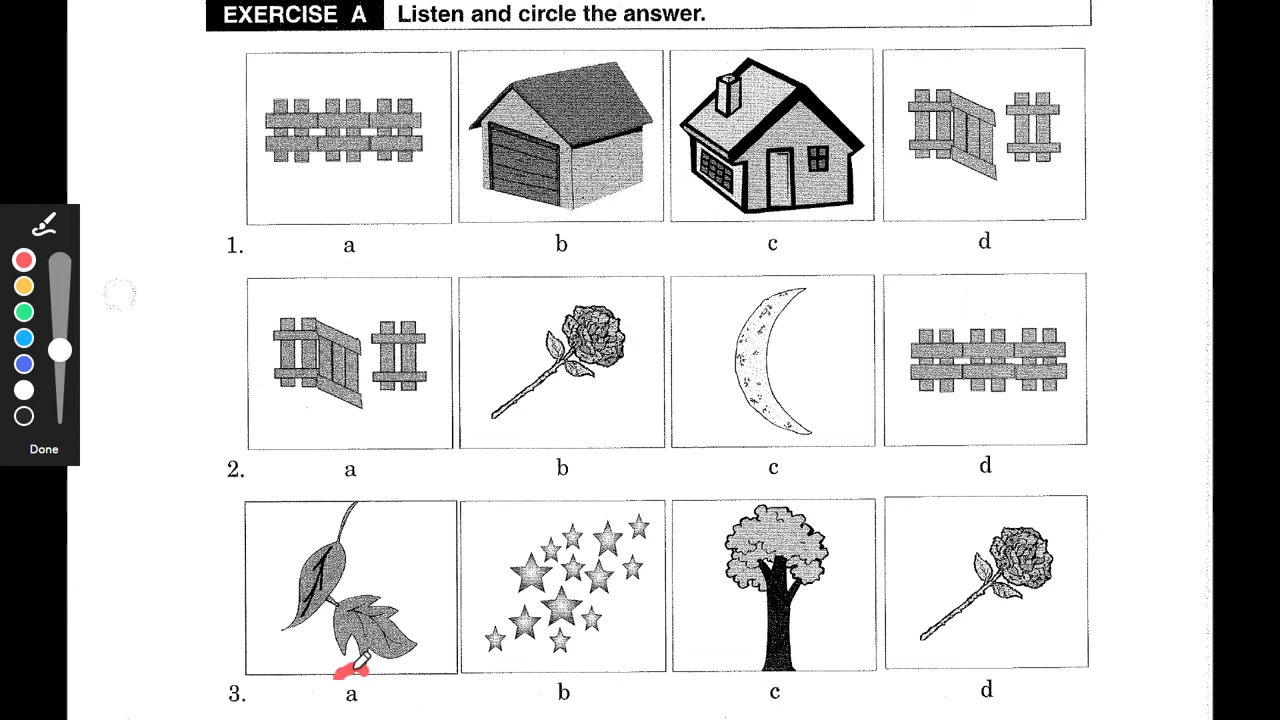 EXERCISE A Listen and circle the answer.
1. a b c d
2. a b c d
3. a b c d
Done